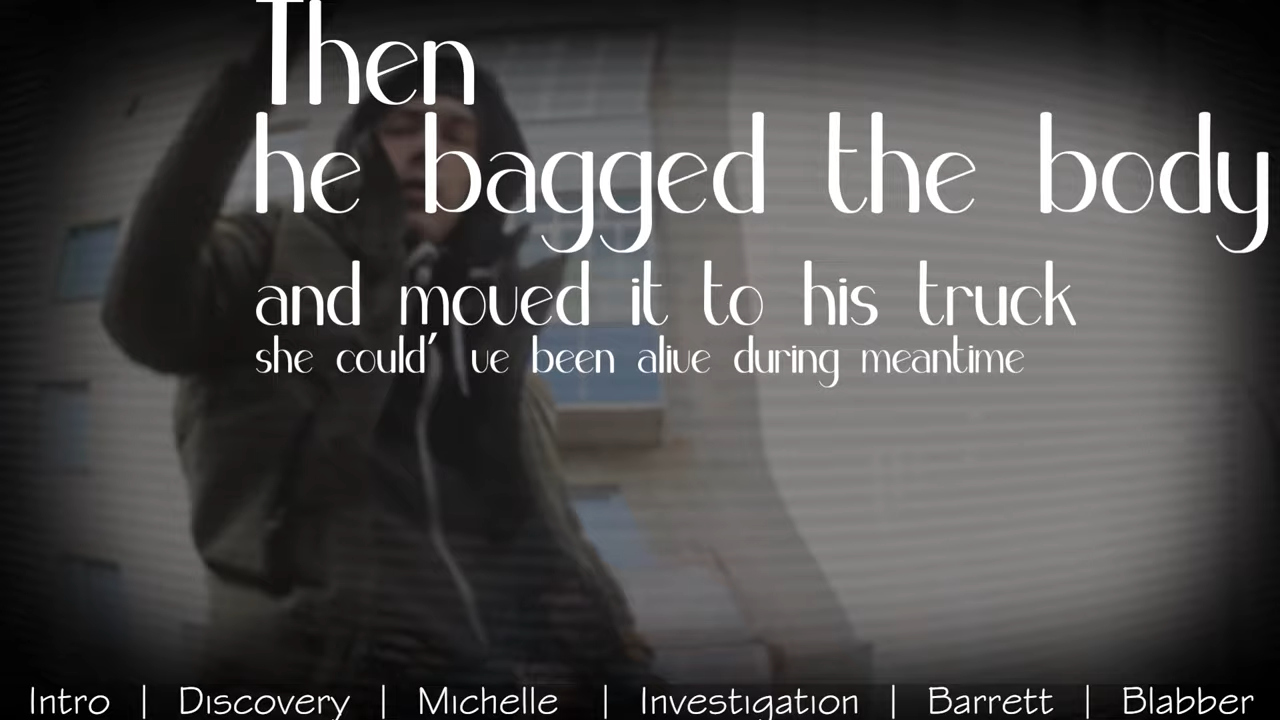 Then
he bagged the body
and moved it to his truck
she could've been alive during meantime
Intro | Discovery | Michelle | Investigation | Barrett | Blabber